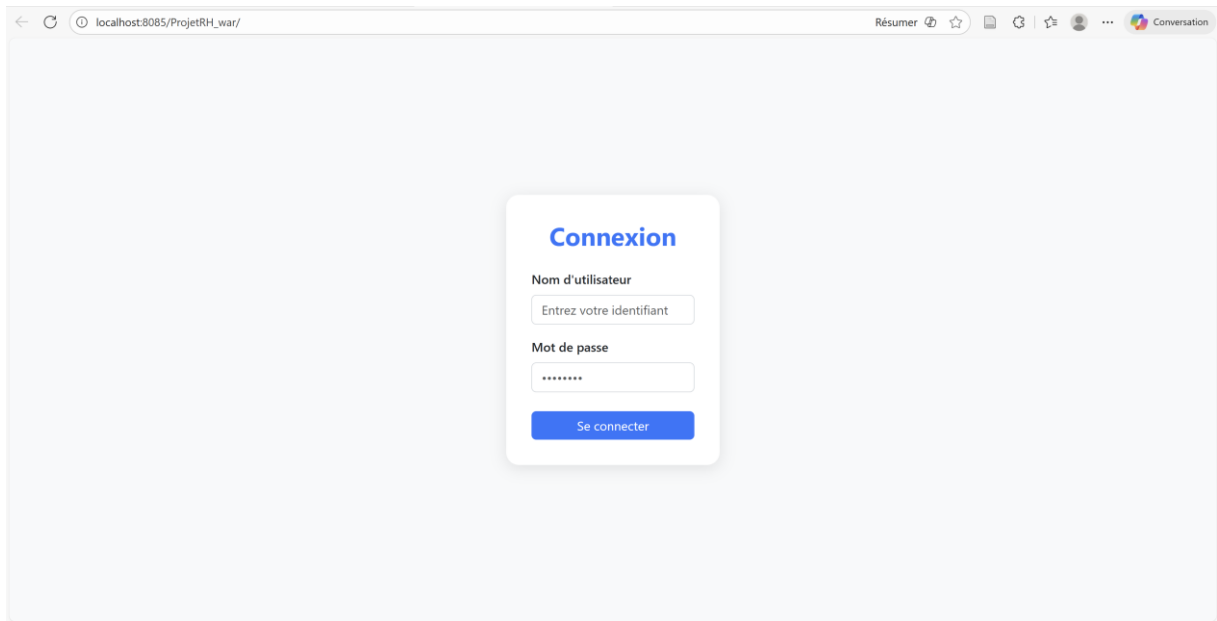 localhost:8085/ProjetRH_war/
Résumer
Conversation
Connexion
Nom d'utilisateur
Entrez votre identifiant
Mot de passe
••••••••
Se connecter